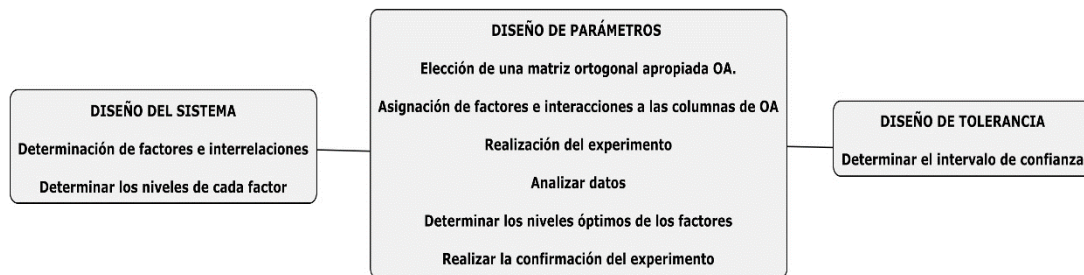 DISEÑO DEL SISTEMA
Determinación de factores e interrelaciones
Determinar los niveles de cada factor
DISEÑO DE PARÁMETROS
Elección de una matriz ortogonal apropiada OA.
Asignación de factores e interacciones a las columnas de OA
Realización del experimento
Analizar datos
Determinar los niveles óptimos de los factores
Realizar la confirmación del experimento
DISEÑO DE TOLERANCIA
Determinar el intervalo de confianza